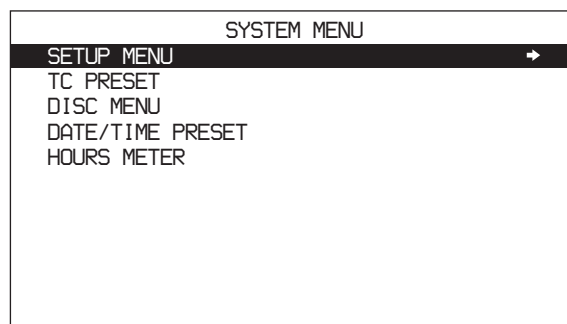 SYSTEM MENU
SETUP MENU
TC PRESET
DISC MENU
DATE/TIME PRESET
HOURS METER